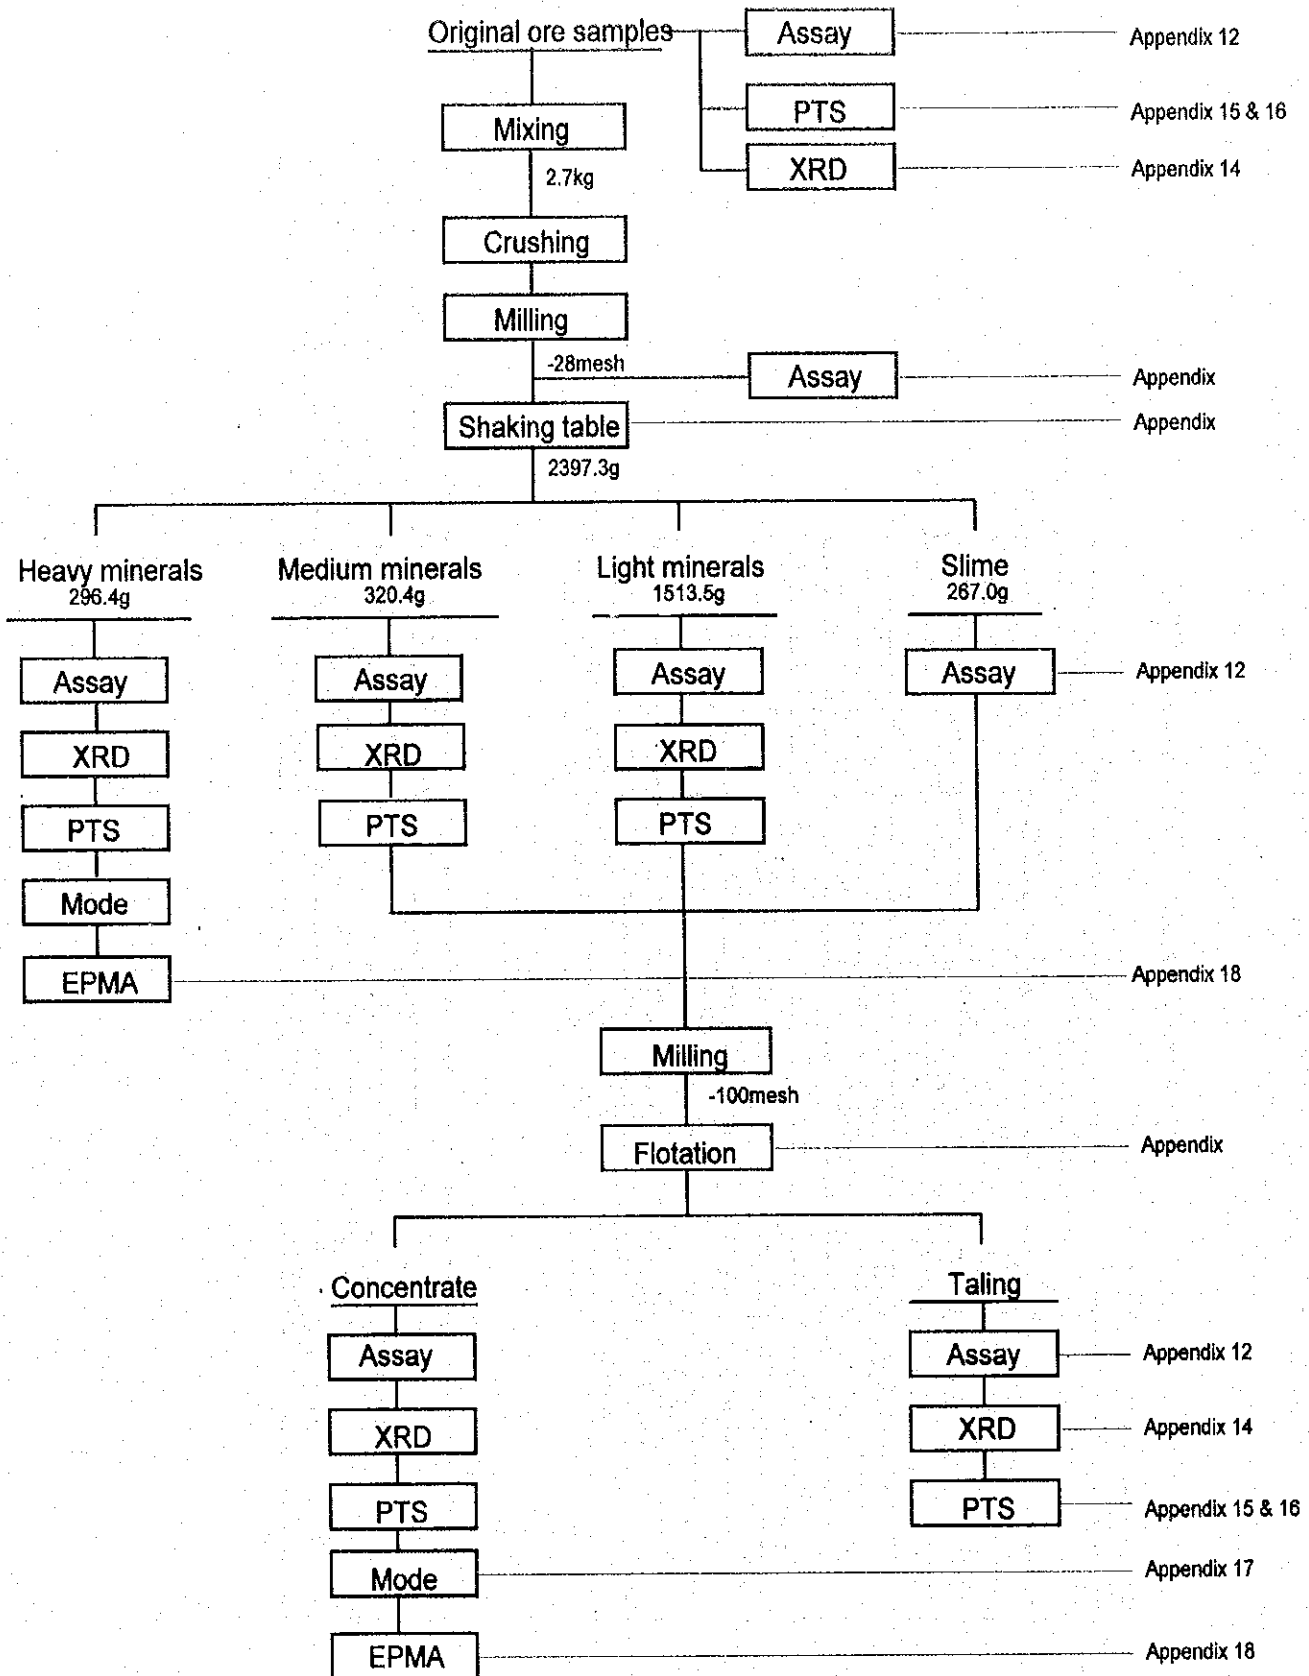 Original ore samples
Assay
Appendix 12
PTS
Appendix 15 & 16
Mixing
XRD
Appendix 14
2.7kg
Crushing
Milling
-28mesh
Assay
Appendix
Shaking table
Appendix
2397.3g
Heavy minerals
296.4g
Medium minerals
320.4g
Light minerals
1513.5g
Slime
267.0g
Assay
Assay
Assay
Assay
Appendix 12
XRD
XRD
XRD
PTS
PTS
PTS
Mode
EPMA
Appendix 18
Milling
-100mesh
Flotation
Appendix
Concentrate
Taling
Assay
Assay
Appendix 12
XRD
XRD
Appendix 14
PTS
PTS
Appendix 15 & 16
Mode
Appendix 17
EPMA
Appendix 18